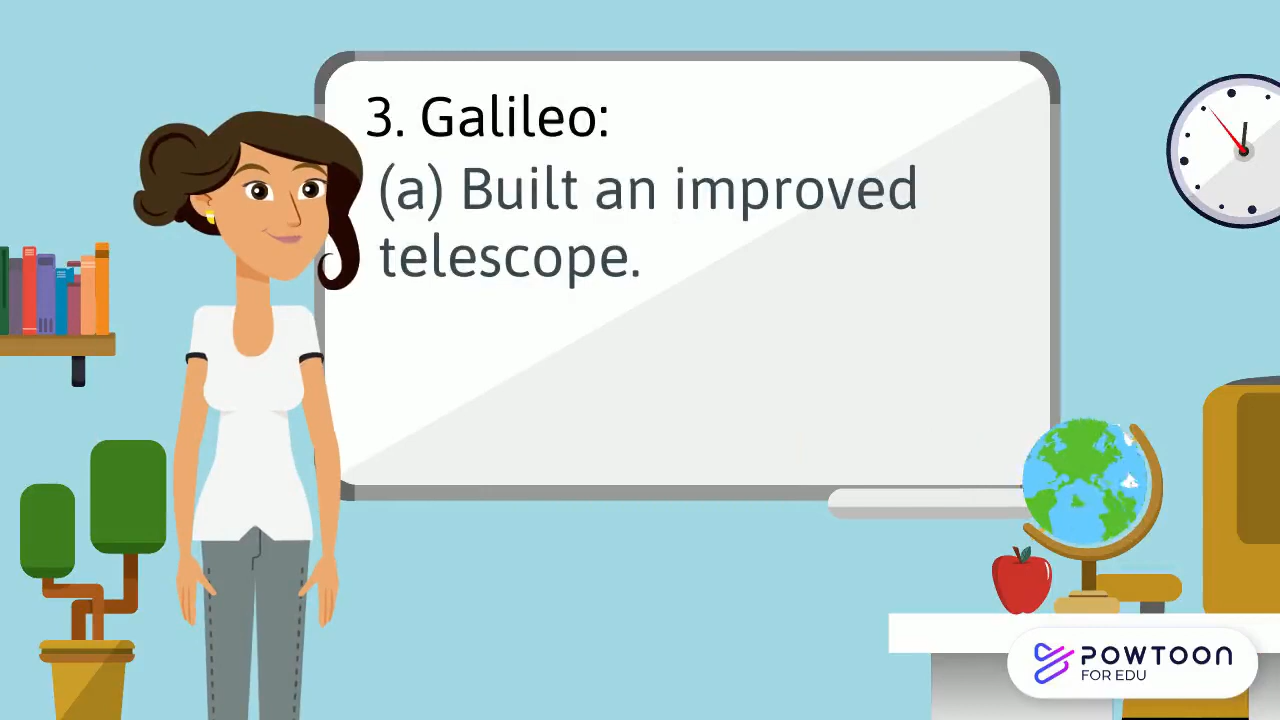 3. Galileo:
(a) Built an improved
telescope.
POWTOON
FOR EDU